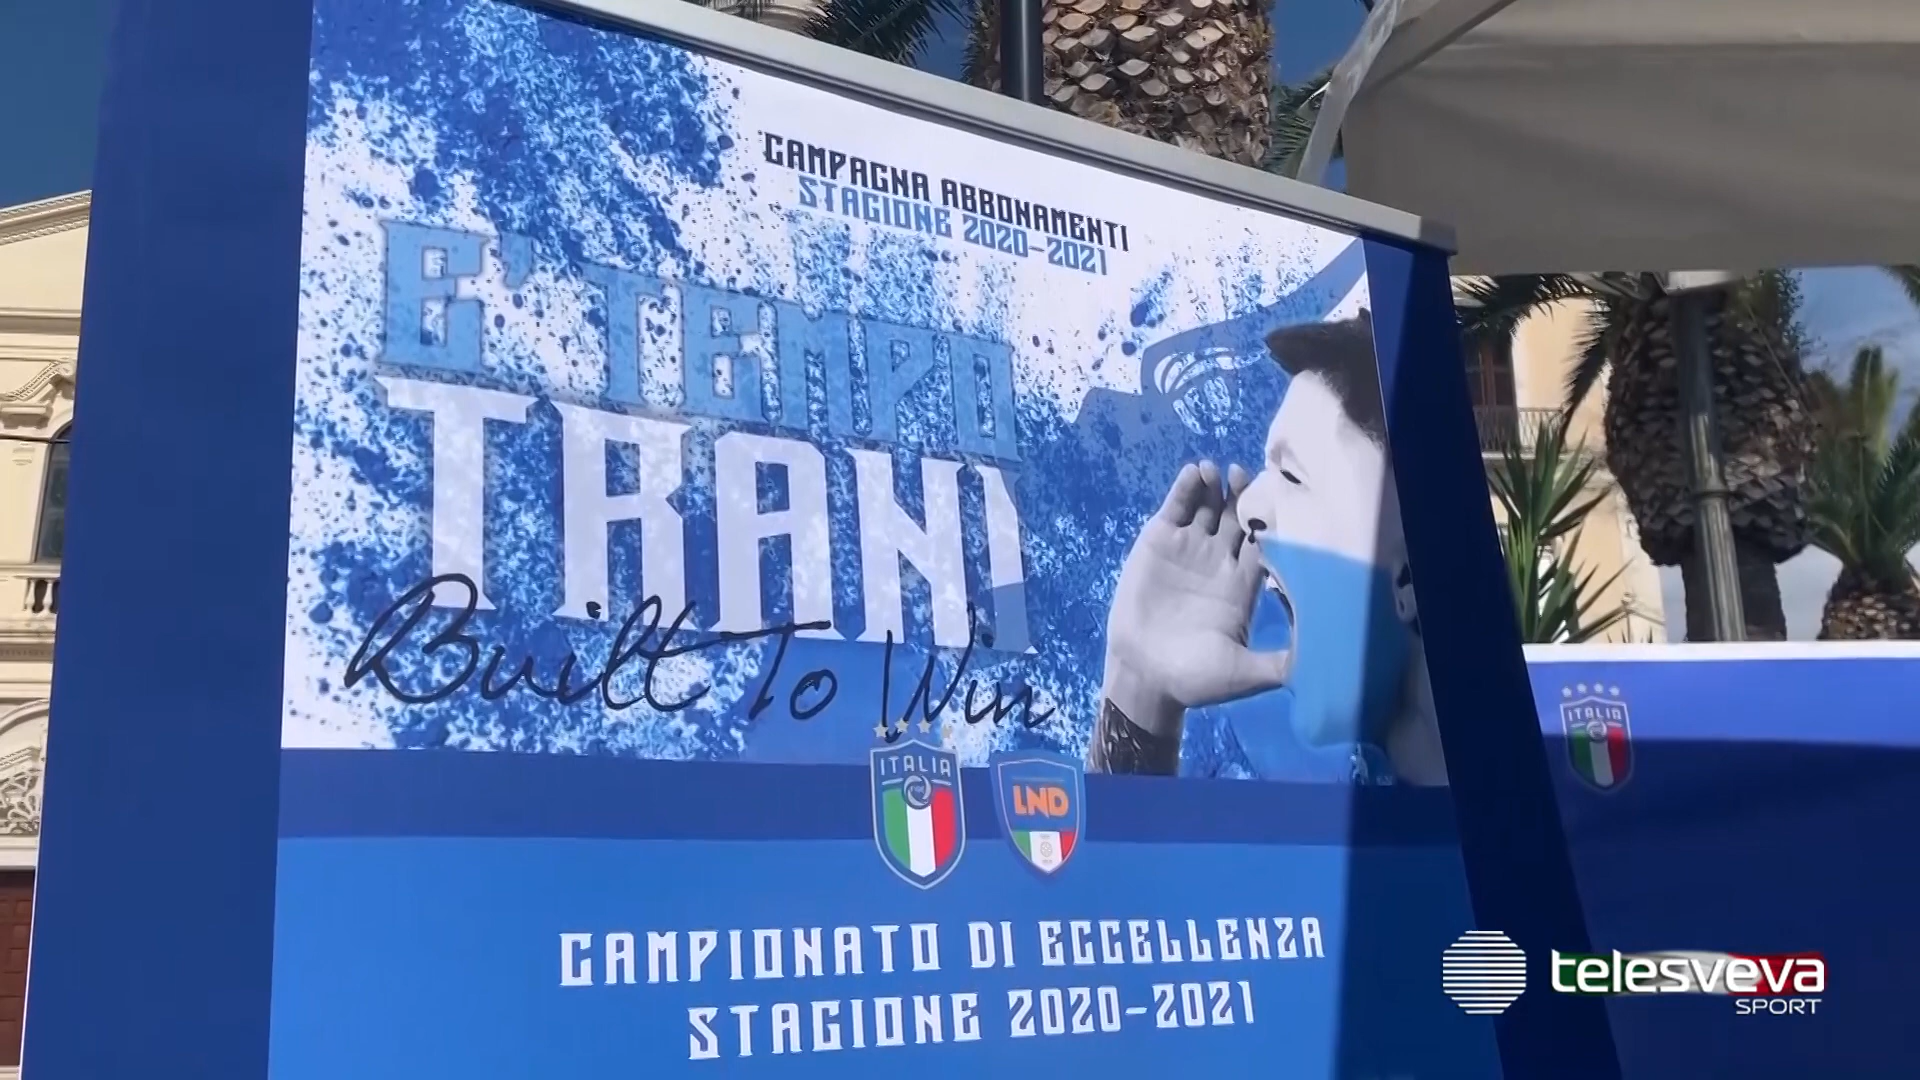 CAMPAGNA ABBONAMENTI
STAGIONE 2020-2021
E' TEMPO
TRANI
Built To Win
ITALIA
FIGC
LND
CAMPIONATO DI ECCELLENZA
STAGIONE 2020-2021
ITALIA
telesveva
SPORT